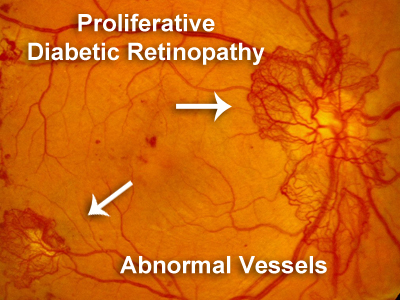 Proliferative
Diabetic Retinopathy
Abnormal Vessels